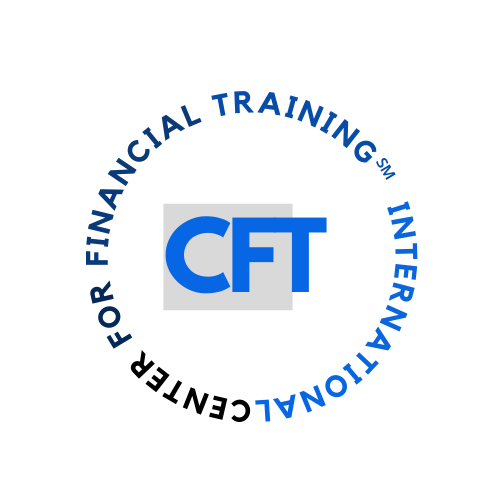 CENTER FOR FINANCIAL TRAINING℠ INTERNATIONAL
CFT